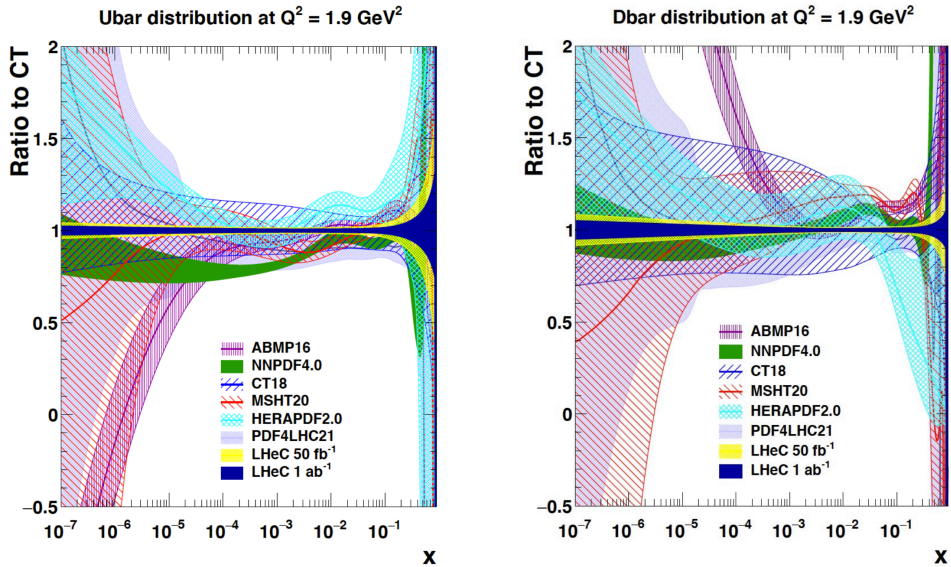 Ubar distribution at Q² = 1.9 GeV²
Ratio to CT
2
1.5
1
0.5
0
−0.5
ABMP16
NNPDF4.0
CT18
MSHT20
HERAPDF2.0
PDF4LHC21
LHeC 50 fb⁻¹
LHeC 1 ab⁻¹
10⁻⁷ 10⁻⁶ 10⁻⁵ 10⁻⁴ 10⁻³ 10⁻² 10⁻¹
x
Dbar distribution at Q² = 1.9 GeV²
Ratio to CT
2
1.5
1
0.5
0
−0.5
ABMP16
NNPDF4.0
CT18
MSHT20
HERAPDF2.0
PDF4LHC21
LHeC 50 fb⁻¹
LHeC 1 ab⁻¹
10⁻⁷ 10⁻⁶ 10⁻⁵ 10⁻⁴ 10⁻³ 10⁻² 10⁻¹
x